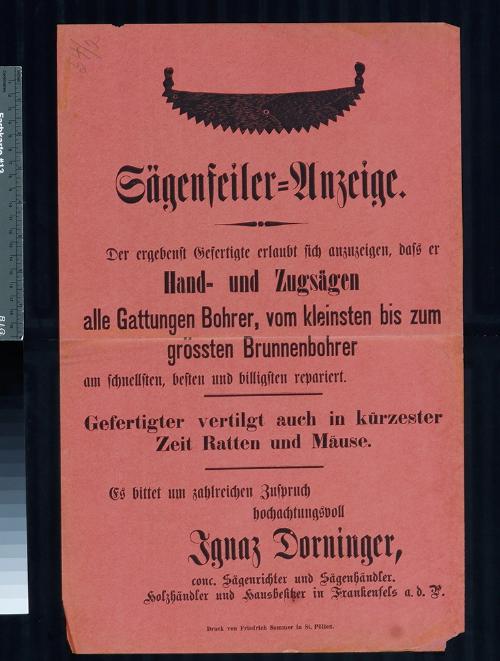 Sägenfeiler-Anzeige.
Der ergebenst Gefertigte erlaubt sich anzuzeigen, dass er
Hand- und Zugsägen
alle Gattungen Bohrer, vom kleinsten bis zum
grössten Brunnenbohrer
am schnellsten, besten und billigsten repariert.
Gefertigter vertilgt auch in kürzester
Zeit Ratten und Mäuse.
Es bittet um zahlreichen Zuspruch
hochachtungsvoll
Ignaz Dorninger,
conc. Sägenrichter und Sägenhändler.
Holzhändler und Hausbesitzer in Frankenfels a. d. P.
Druck von Friedrich Sommer in St. Pölten.
Farbkarte #13
B.I.G.